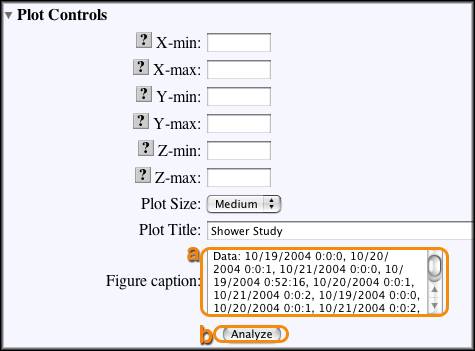 Plot Controls
? X-min:
? X-max:
? Y-min:
? Y-max:
? Z-min:
? Z-max:
Plot Size: Medium
Plot Title: Shower Study
a
Figure caption:
Data: 10/19/2004 0:0:0, 10/20/
2004 0:0:1, 10/21/2004 0:0:0, 10/
19/2004 0:52:16, 10/20/2004 0:0:1,
10/21/2004 0:0:2, 10/19/2004 0:0:0,
10/20/2004 0:0:1, 10/21/2004 0:0:2,
b Analyze